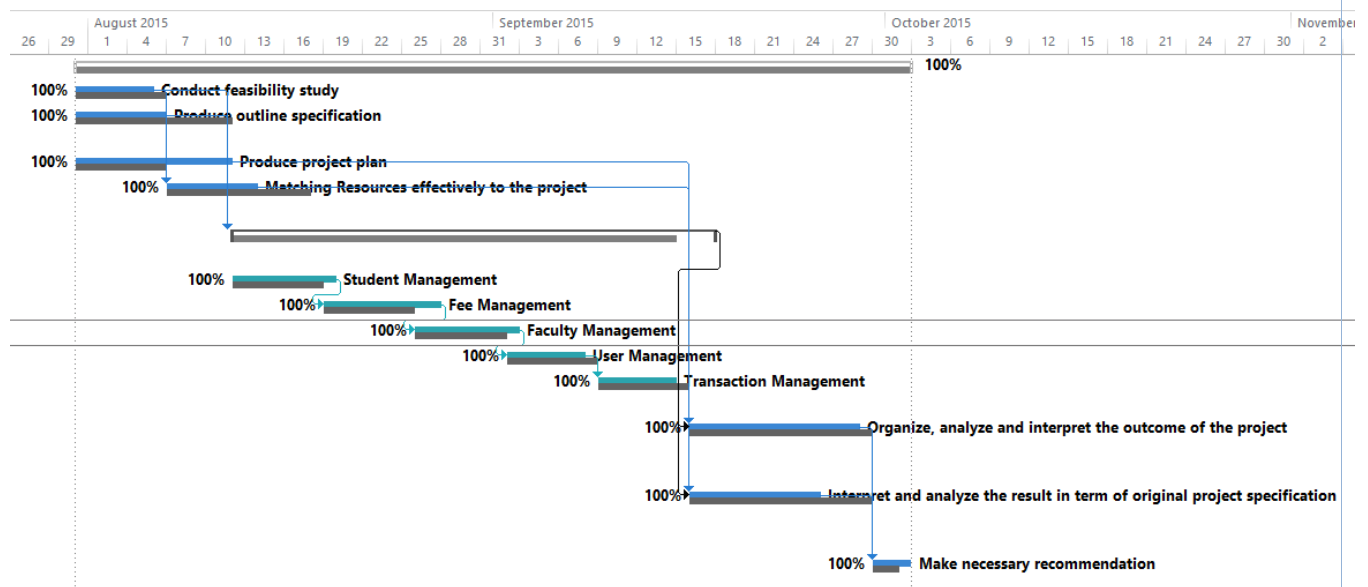 August 2015 September 2015 October 2015 November
26 29 1 4 7 10 13 16 19 22 25 28 31 3 6 9 12 15 18 21 24 27 30 3 6 9 12 15 18 21 24 27 30 2
100%
100% Conduct feasibility study
100% Produce outline specification
100% Produce project plan
100% Matching Resources effectively to the project
100% Student Management
100% Fee Management
100% Faculty Management
100% User Management
100% Transaction Management
100% Organize, analyze and interpret the outcome of the project
100% Interpret and analyze the result in term of original project specification
100% Make necessary recommendation